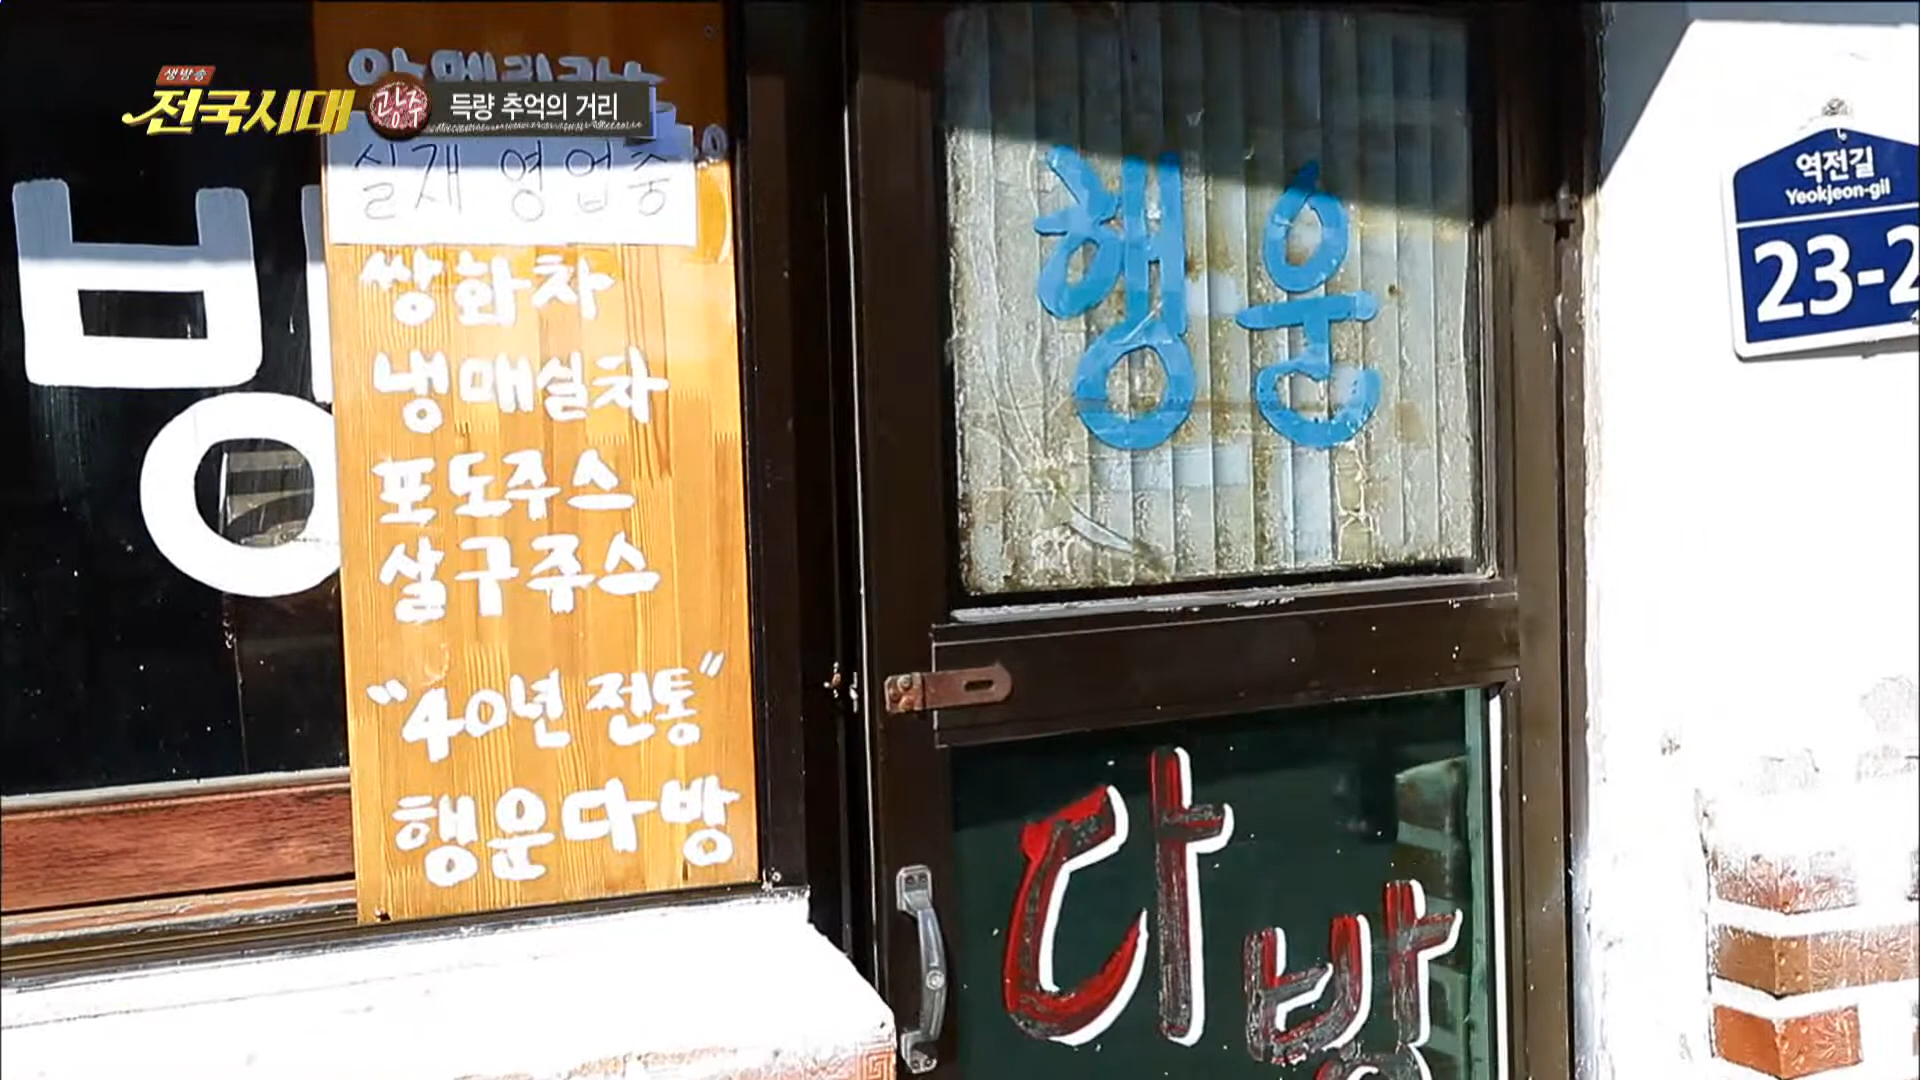 생방송
전국시대
광주
득량 추억의 거리
실재 영업중
쌍화차
냉매실차
포도주스
살구주스
"40년 전통"
행운다방
방
행운
다방
역전길
Yeokjeon-gil
23-2